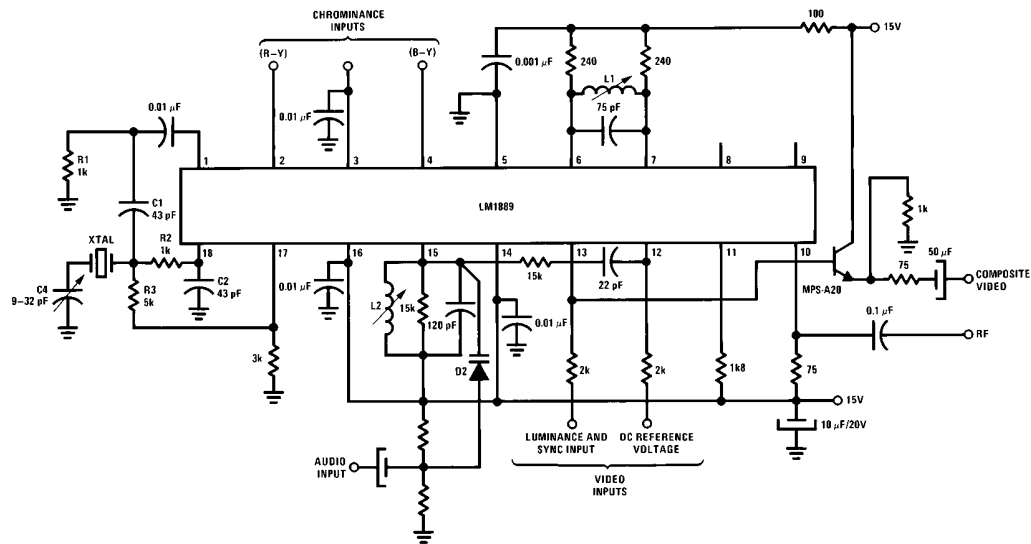 CHROMINANCE
INPUTS
(R–Y)
(B–Y)
100
15V
0.001 µF
240
240
L1
75 pF
0.01 µF
0.01 µF
R1
1k
1
2
3
4
5
6
7
8
9
LM1889
C1
43 pF
1k
XTAL
R2
1k
18
17
16
15
14
13
12
11
10
C4
9–32 pF
R3
5k
C2
43 pF
0.01 µF
L2
15k
120 pF
15k
22 pF
0.01 µF
MPS-A20
75
50 µF
COMPOSITE
VIDEO
0.1 µF
RF
3k
D2
2k
2k
1k8
75
15V
10 µF/20V
AUDIO
INPUT
LUMINANCE AND
SYNC INPUT
DC REFERENCE
VOLTAGE
VIDEO
INPUTS